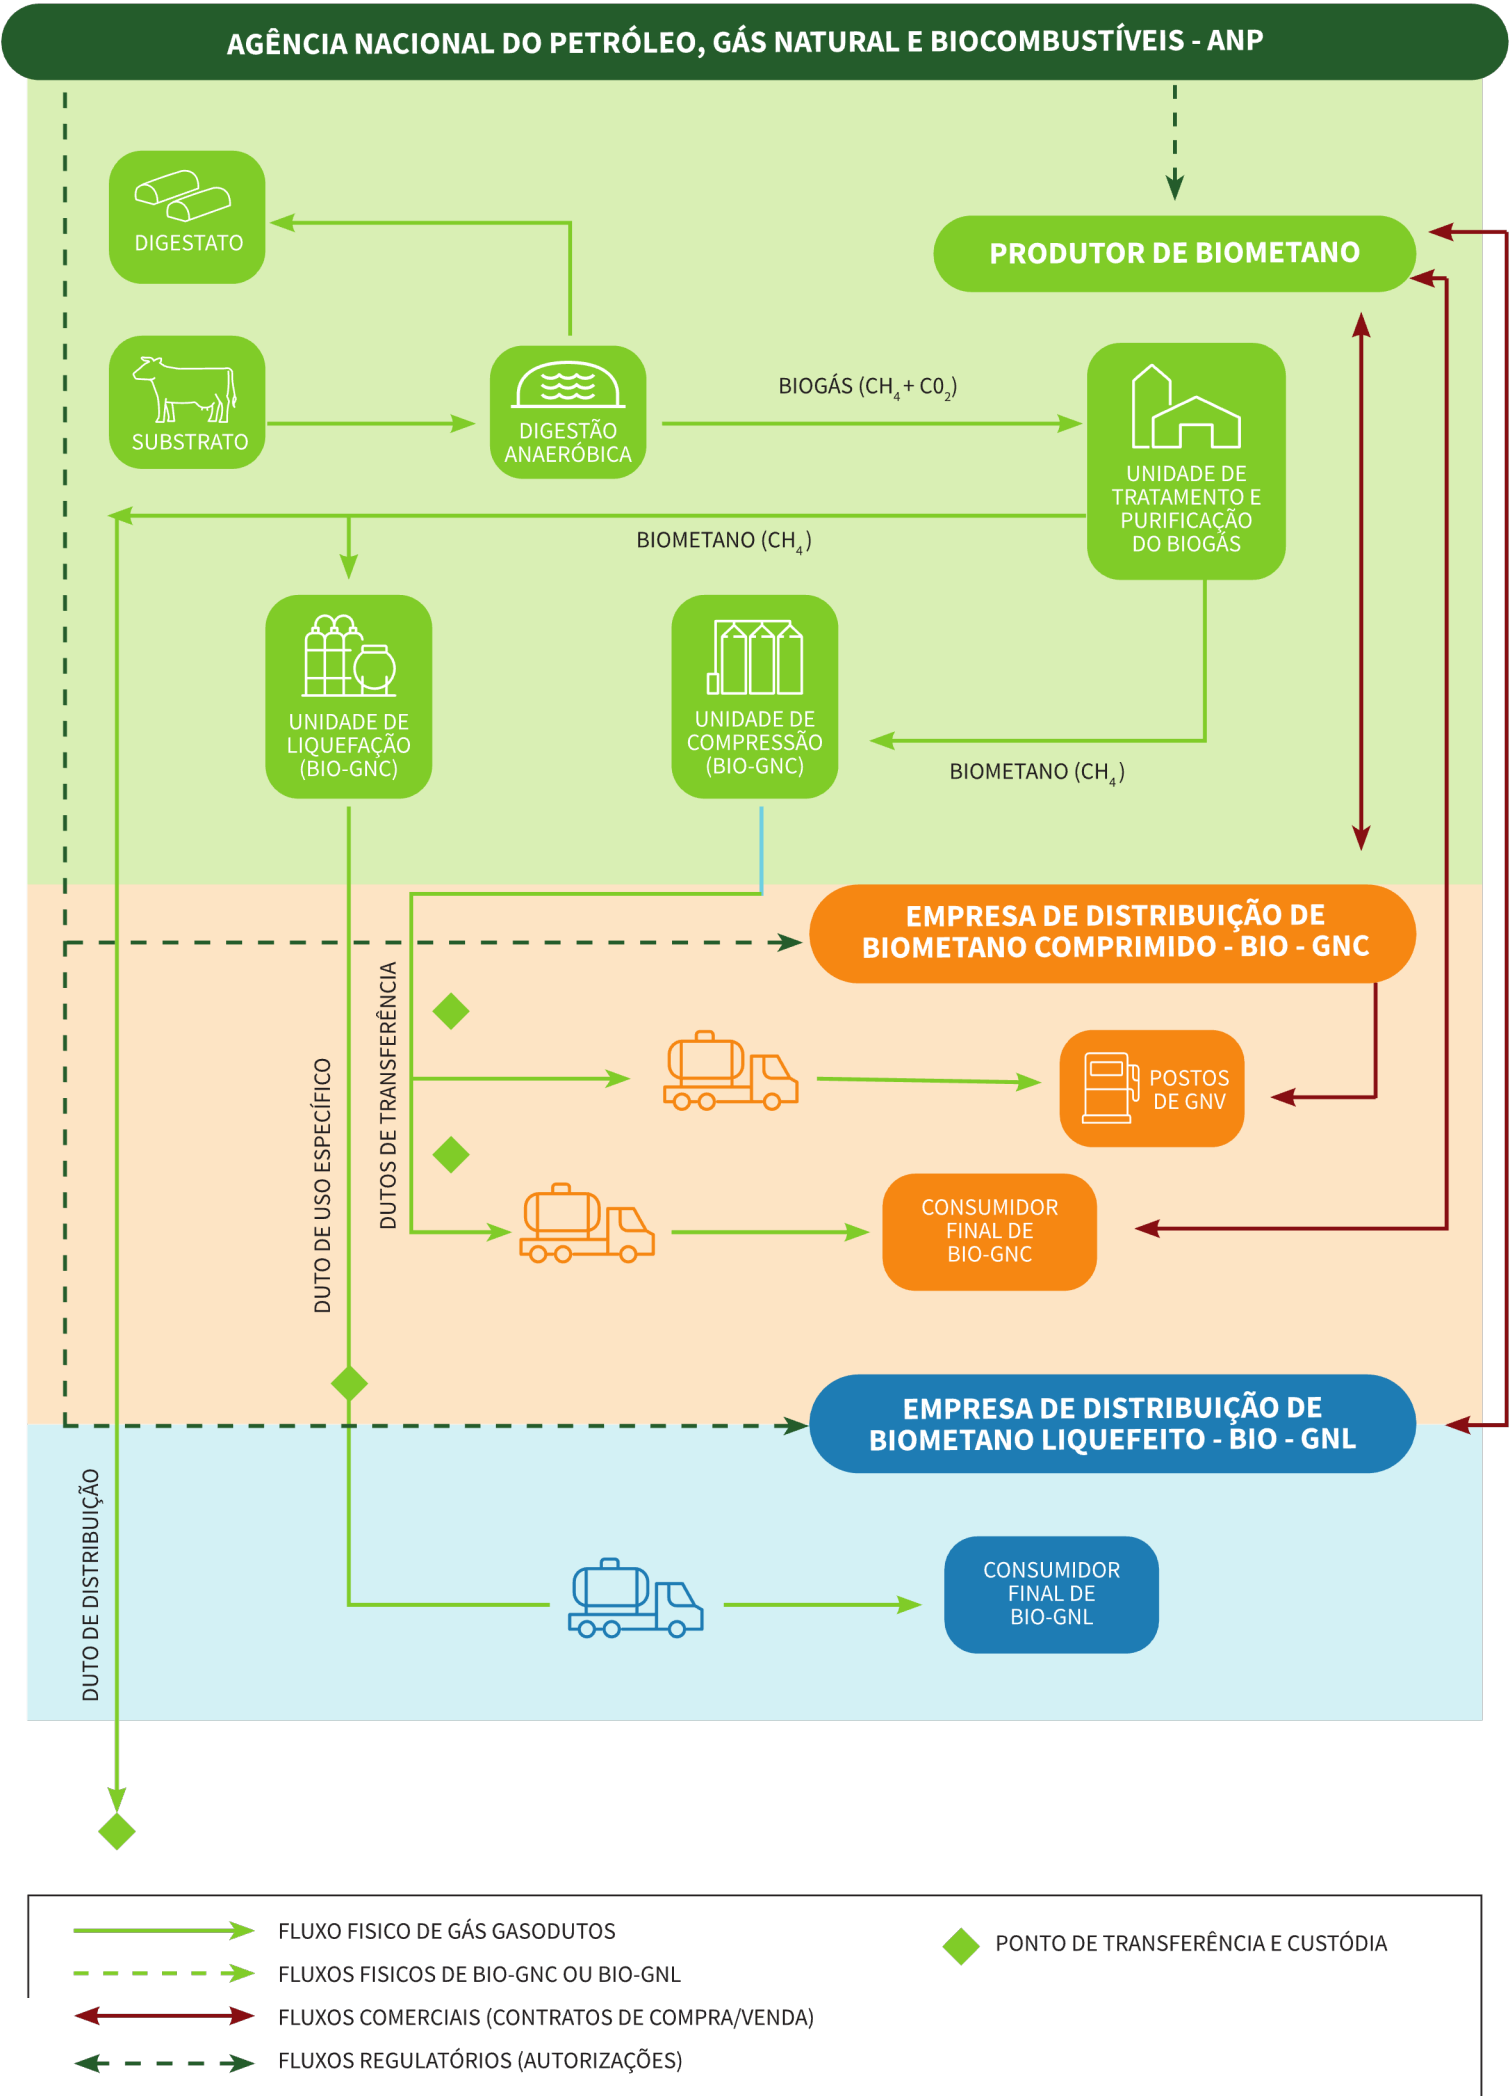 AGÊNCIA NACIONAL DO PETRÓLEO, GÁS NATURAL E BIOCOMBUSTÍVEIS - ANP
DIGESTATO
PRODUTOR DE BIOMETANO
SUBSTRATO
DIGESTÃO
ANAERÓBICA
BIOGÁS (CH4+ C02)
UNIDADE DE
TRATAMENTO E
PURIFICAÇÃO
DO BIOGÁS
BIOMETANO (CH4)
UNIDADE DE
LIQUEFAÇÃO
(BIO-GNC)
UNIDADE DE
COMPRESSÃO
(BIO-GNC)
BIOMETANO (CH4)
EMPRESA DE DISTRIBUIÇÃO DE
BIOMETANO COMPRIMIDO - BIO - GNC
DUTO DE USO ESPECÍFICO
DUTOS DE TRANSFERÊNCIA
POSTOS
DE GNV
CONSUMIDOR
FINAL DE
BIO-GNC
EMPRESA DE DISTRIBUIÇÃO DE
BIOMETANO LIQUEFEITO - BIO - GNL
DUTO DE DISTRIBUIÇÃO
CONSUMIDOR
FINAL DE
BIO-GNL
FLUXO FISICO DE GÁS GASODUTOS
FLUXOS FISICOS DE BIO-GNC OU BIO-GNL
FLUXOS COMERCIAIS (CONTRATOS DE COMPRA/VENDA)
FLUXOS REGULATÓRIOS (AUTORIZAÇÕES)
PONTO DE TRANSFERÊNCIA E CUSTÓDIA